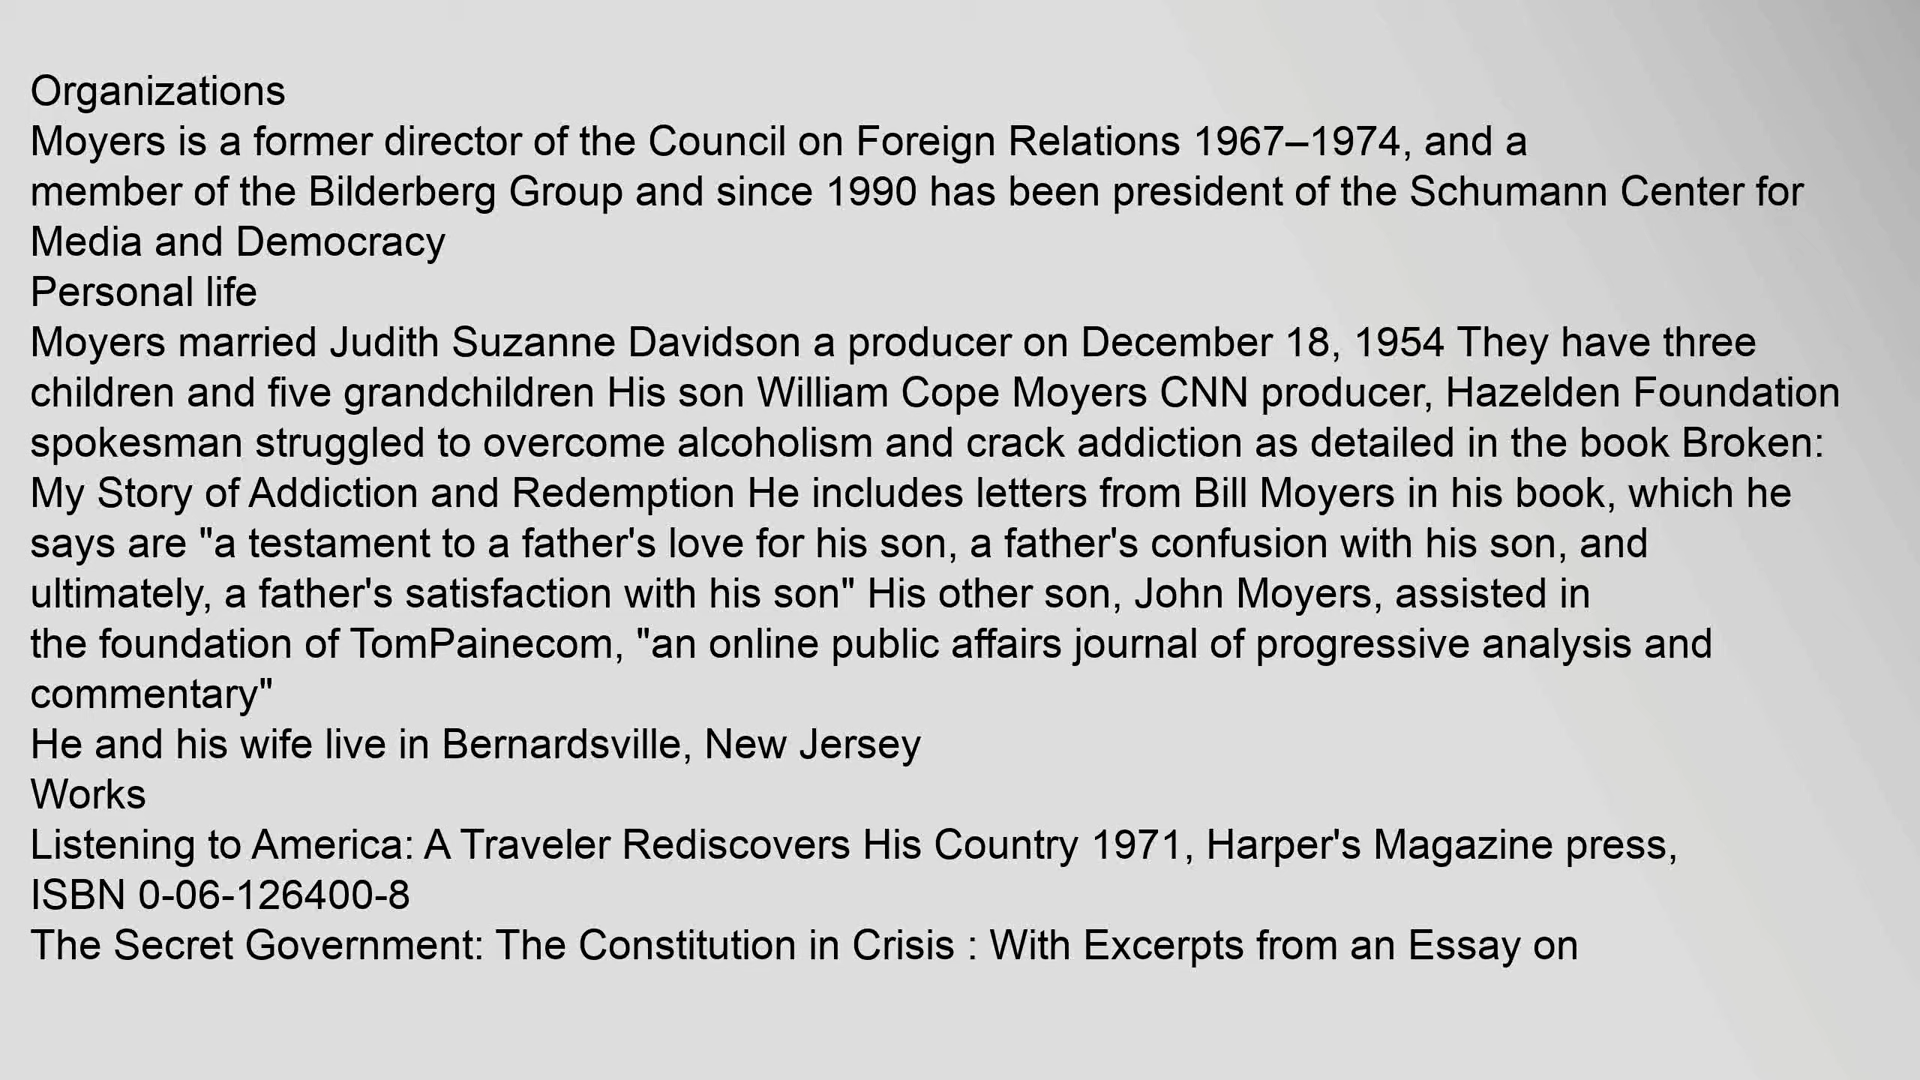 Organizations
Moyers is a former director of the Council on Foreign Relations 1967–1974, and a
member of the Bilderberg Group and since 1990 has been president of the Schumann Center for
Media and Democracy
Personal life
Moyers married Judith Suzanne Davidson a producer on December 18, 1954 They have three
children and five grandchildren His son William Cope Moyers CNN producer, Hazelden Foundation
spokesman struggled to overcome alcoholism and crack addiction as detailed in the book Broken:
My Story of Addiction and Redemption He includes letters from Bill Moyers in his book, which he
says are "a testament to a father's love for his son, a father's confusion with his son, and
ultimately, a father's satisfaction with his son" His other son, John Moyers, assisted in
the foundation of TomPainecom, "an online public affairs journal of progressive analysis and
commentary"
He and his wife live in Bernardsville, New Jersey
Works
Listening to America: A Traveler Rediscovers His Country 1971, Harper's Magazine press,
ISBN 0-06-126400-8
The Secret Government: The Constitution in Crisis : With Excerpts from an Essay on